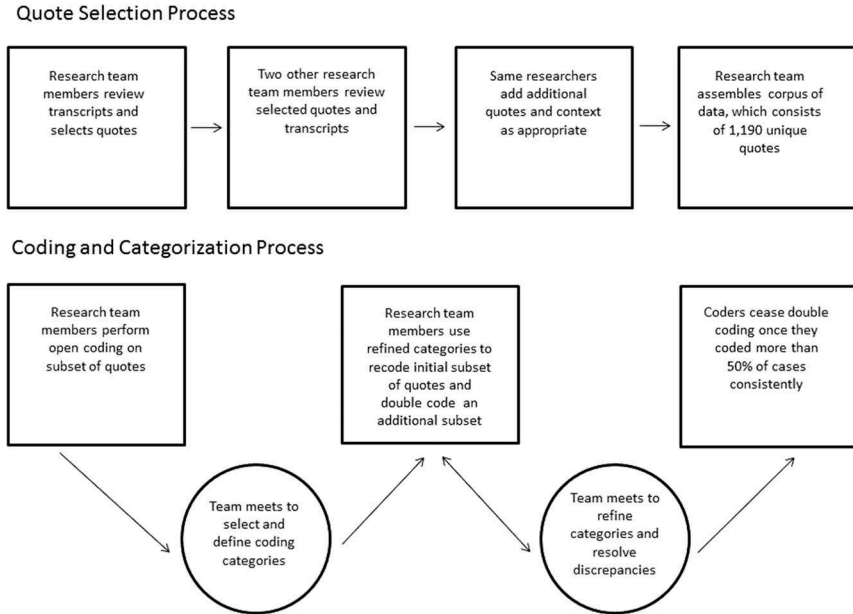 Quote Selection Process
Research team
members review
transcripts and
selects quotes
Two other research
team members review
selected quotes and
transcripts
Same researchers
add additional
quotes and context
as appropriate
Research team
assembles corpus of
data, which consists
of 1,190 unique
quotes
Coding and Categorization Process
Research team
members perform
open coding on
subset of quotes
Research team
members use
refined categories to
recode initial subset
of quotes and
double code an
additional subset
Coders cease double
coding once they
coded more than
50% of cases
consistently
Team meets to
select and
define coding
categories
Team meets to
refine
categories and
resolve
discrepancies